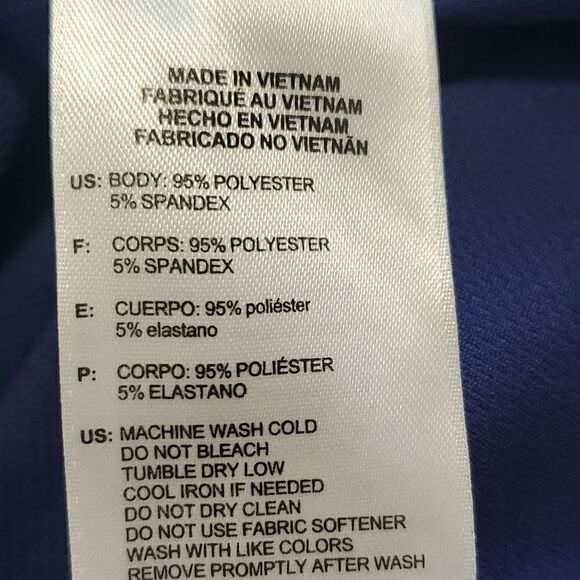 MADE IN VIETNAM
FABRIQUÉ AU VIETNAM
HECHO EN VIETNAM
FABRICADO NO VIETNÃN
US: BODY: 95% POLYESTER
5% SPANDEX
F: CORPS: 95% POLYESTER
5% SPANDEX
E: CUERPO: 95% poliéster
5% elastano
P: CORPO: 95% POLIÉSTER
5% ELASTANO
US: MACHINE WASH COLD
DO NOT BLEACH
TUMBLE DRY LOW
COOL IRON IF NEEDED
DO NOT DRY CLEAN
DO NOT USE FABRIC SOFTENER
WASH WITH LIKE COLORS
REMOVE PROMPTLY AFTER WASH